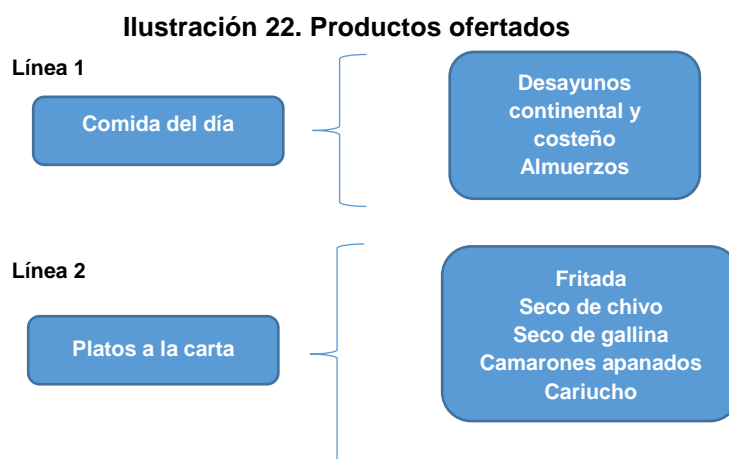 Ilustración 22. Productos ofertados
Línea 1
Comida del día
Desayunos
continental y
costeño
Almuerzos
Línea 2
Platos a la carta
Fritada
Seco de chivo
Seco de gallina
Camarones apanados
Cariucho